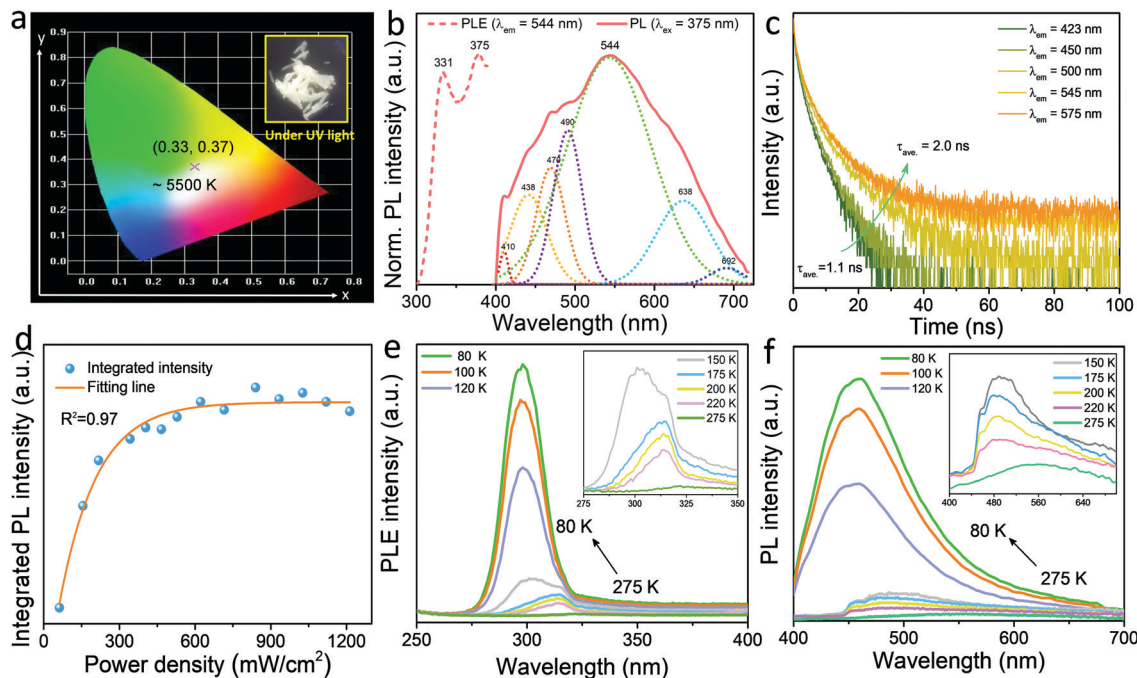 a
y
0.9
0.8
0.7
0.6
0.5
0.4
0.3
0.2
0.1
0.0
0.0 0.1 0.2 0.3 0.4 0.5 0.6 0.7 0.8
x
(0.33, 0.37)
~ 5500 K
Under UV light
b
PLE (λem = 544 nm)
PL (λex = 375 nm)
331
375
544
490
470
438
410
638
692
Norm. PL intensity (a.u.)
300 400 500 600 700
Wavelength (nm)
c
λem = 423 nm
λem = 450 nm
λem = 500 nm
λem = 545 nm
λem = 575 nm
τave. = 2.0 ns
τave.=1.1 ns
Intensity (a.u.)
0 20 40 60 80 100
Time (ns)
d
Integrated intensity
Fitting line
R²=0.97
Integrated PL intensity (a.u.)
0 300 600 900 1200
Power density (mW/cm²)
e
80 K
100 K
120 K
150 K
175 K
200 K
220 K
275 K
275 300 325 350
80 K
275 K
PLE intensity (a.u.)
250 300 350 400
Wavelength (nm)
f
80 K
100 K
120 K
150 K
175 K
200 K
220 K
275 K
400 480 560 640
80 K
275 K
PL intensity (a.u.)
400 500 600 700
Wavelength (nm)